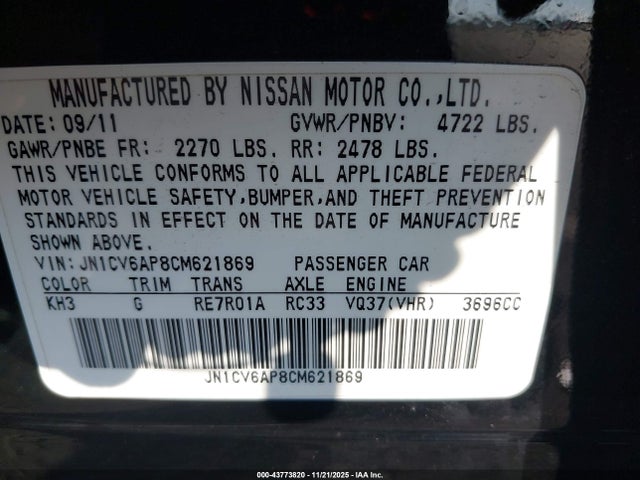 MANUFACTURED BY NISSAN MOTOR CO.,LTD.
DATE: 09/11 GVWR/PNBV: 4722 LBS.
GAWR/PNBE FR: 2270 LBS. RR: 2478 LBS.
THIS VEHICLE CONFORMS TO ALL APPLICABLE FEDERAL
MOTOR VEHICLE SAFETY,BUMPER,AND THEFT PREVENTION
STANDARDS IN EFFECT ON THE DATE OF MANUFACTURE
SHOWN ABOVE.
VIN: JN1CV6AP8CM621869 PASSENGER CAR
COLOR TRIM TRANS AXLE ENGINE
KH3 G RE7R01A RC33 VQ37(VHR) 3696CC
JN1CV6AP8CM621869
000-43773820 - 11/21/2025 - IAA Inc.